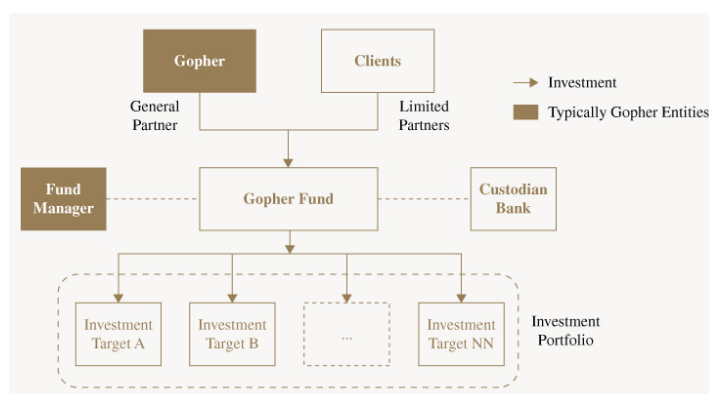 Gopher
Clients
Investment
General
Partner
Limited
Partners
Typically Gopher Entities
Fund
Manager
Gopher Fund
Custodian
Bank
Investment
Target A
Investment
Target B
...
Investment
Target NN
Investment
Portfolio